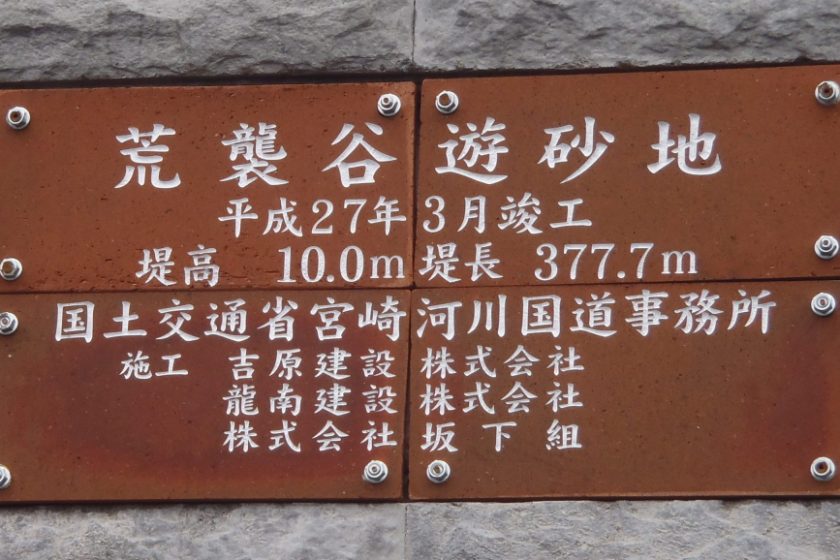 荒襲谷遊砂地
平成27年3月竣工
堤高 10.0m 堤長 377.7m
国土交通省宮崎河川国道事務所
施工 吉原建設株式会社
龍南建設株式会社
株式会社坂下組